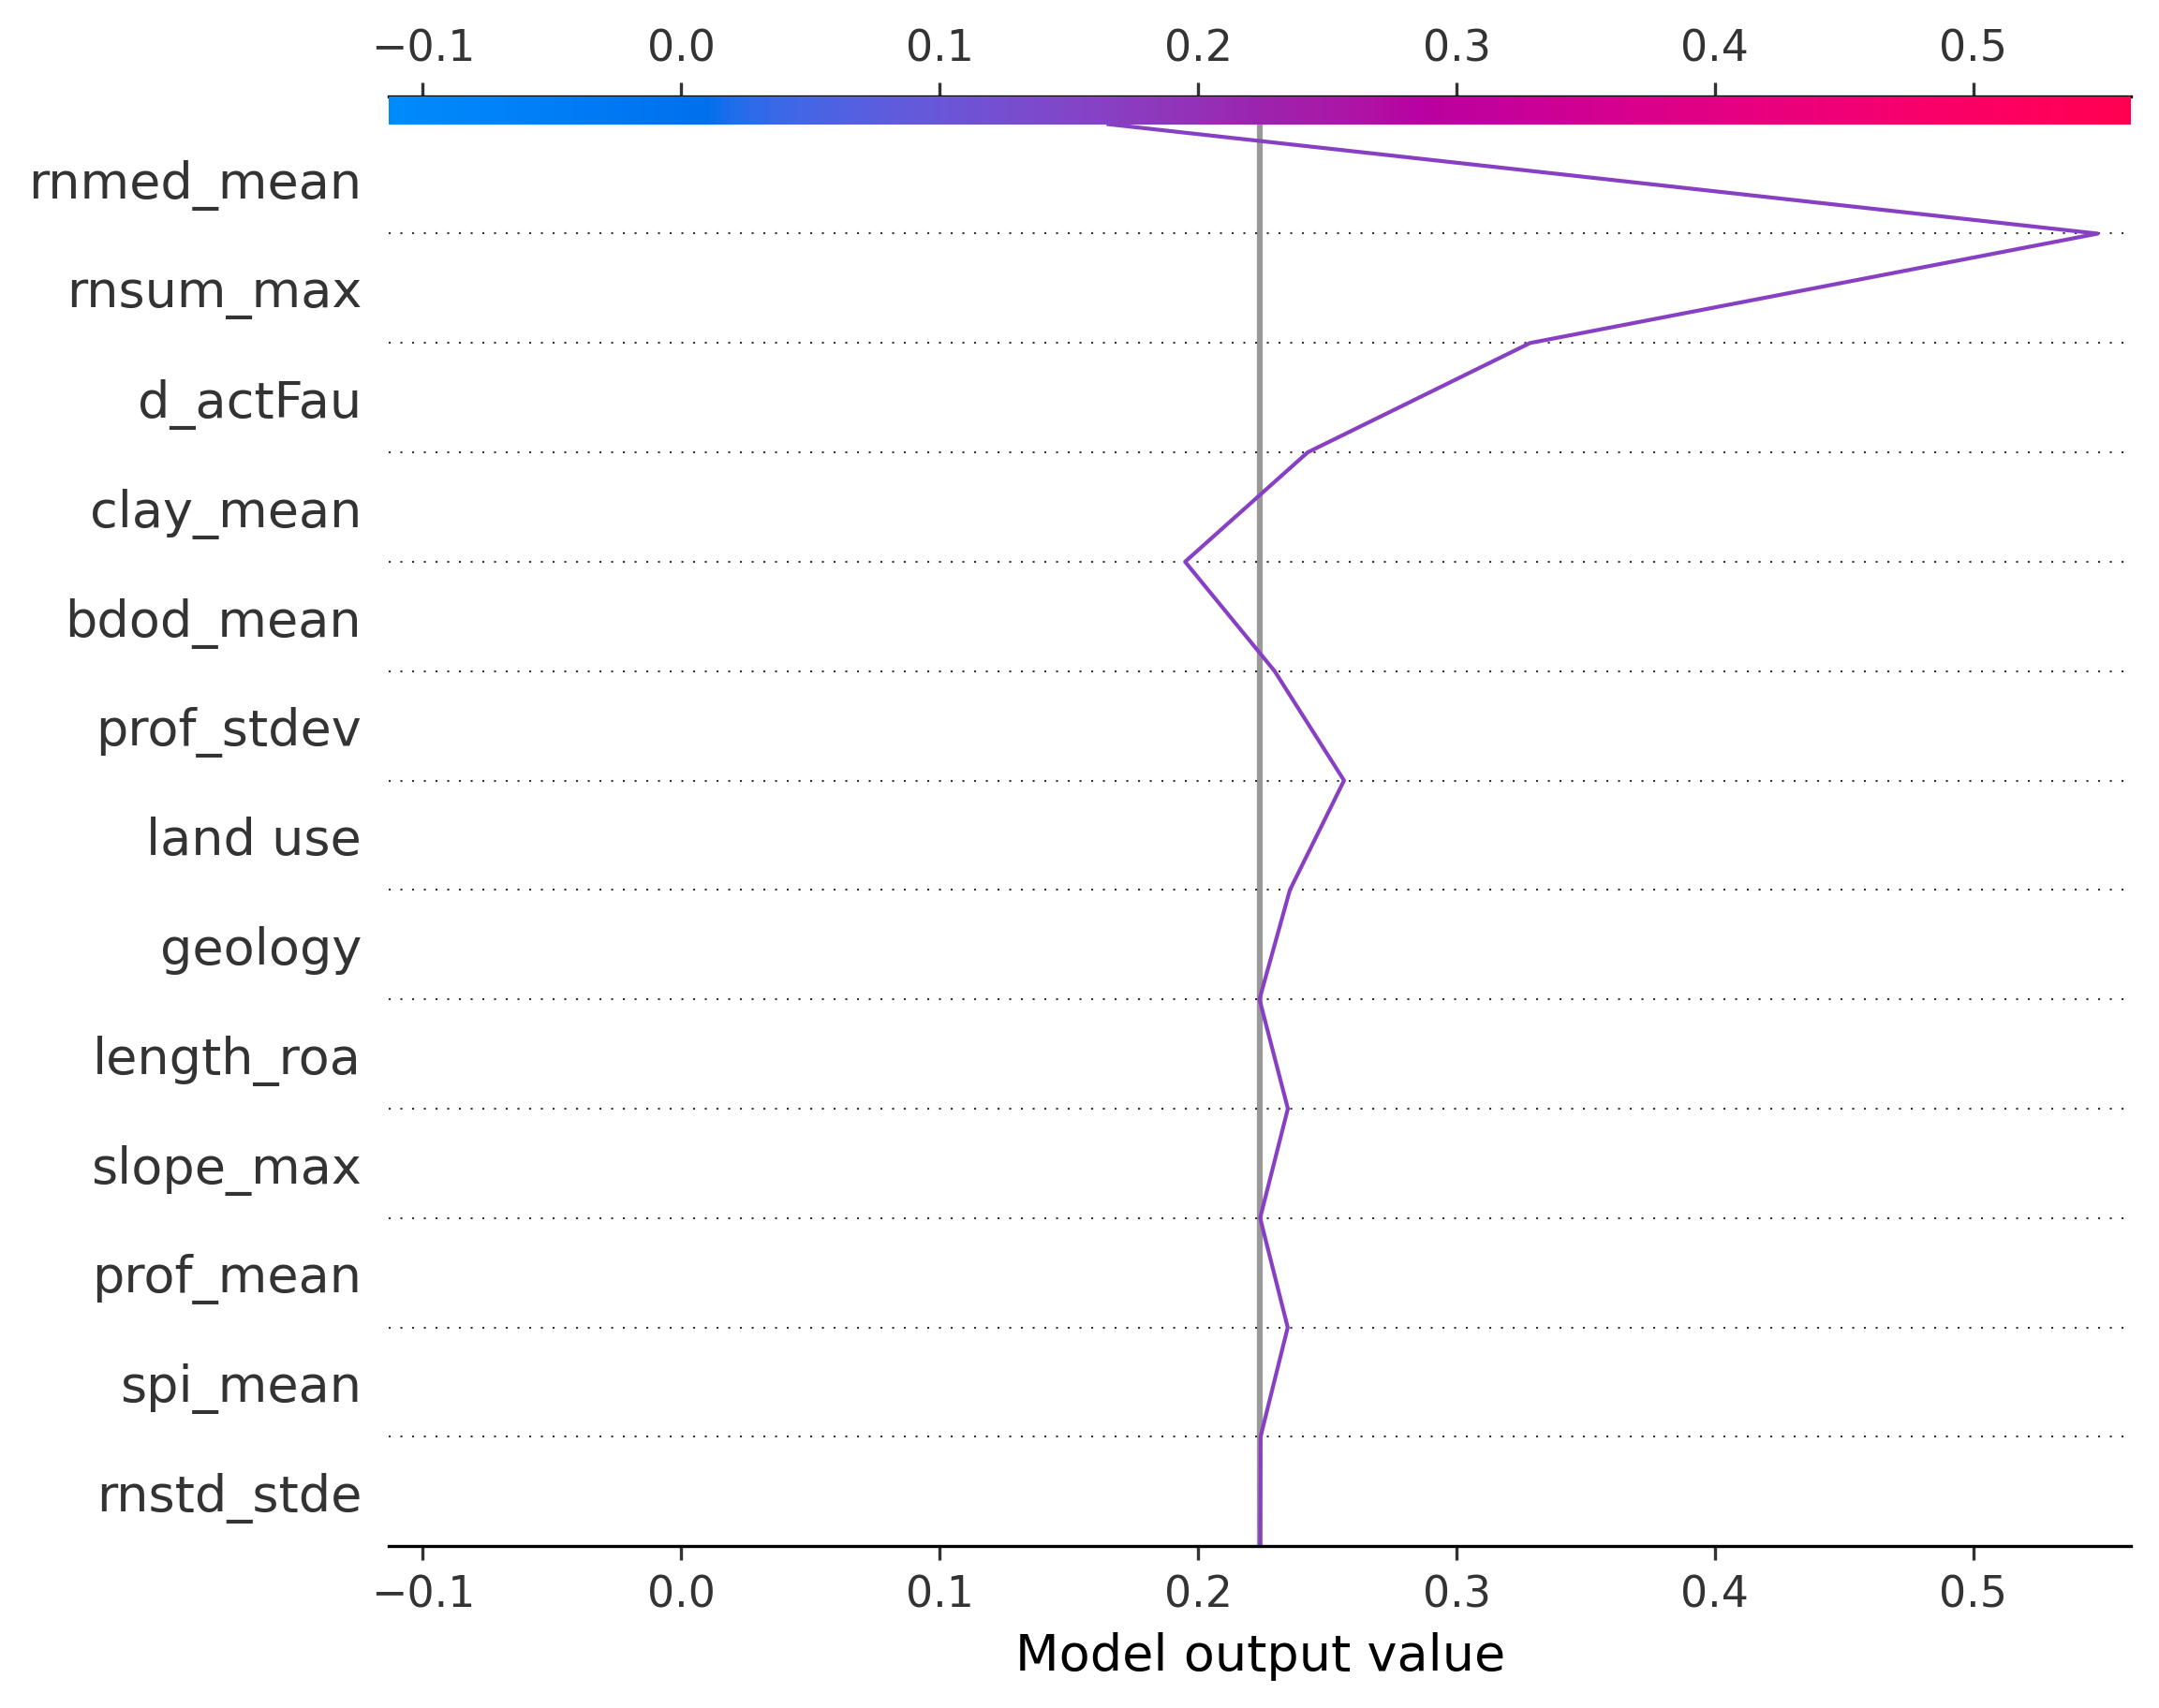 −0.1 0.0 0.1 0.2 0.3 0.4 0.5
rnmed_mean
rnsum_max
d_actFau
clay_mean
bdod_mean
prof_stdev
land use
geology
length_roa
slope_max
prof_mean
spi_mean
rnstd_stde
−0.1 0.0 0.1 0.2 0.3 0.4 0.5
Model output value